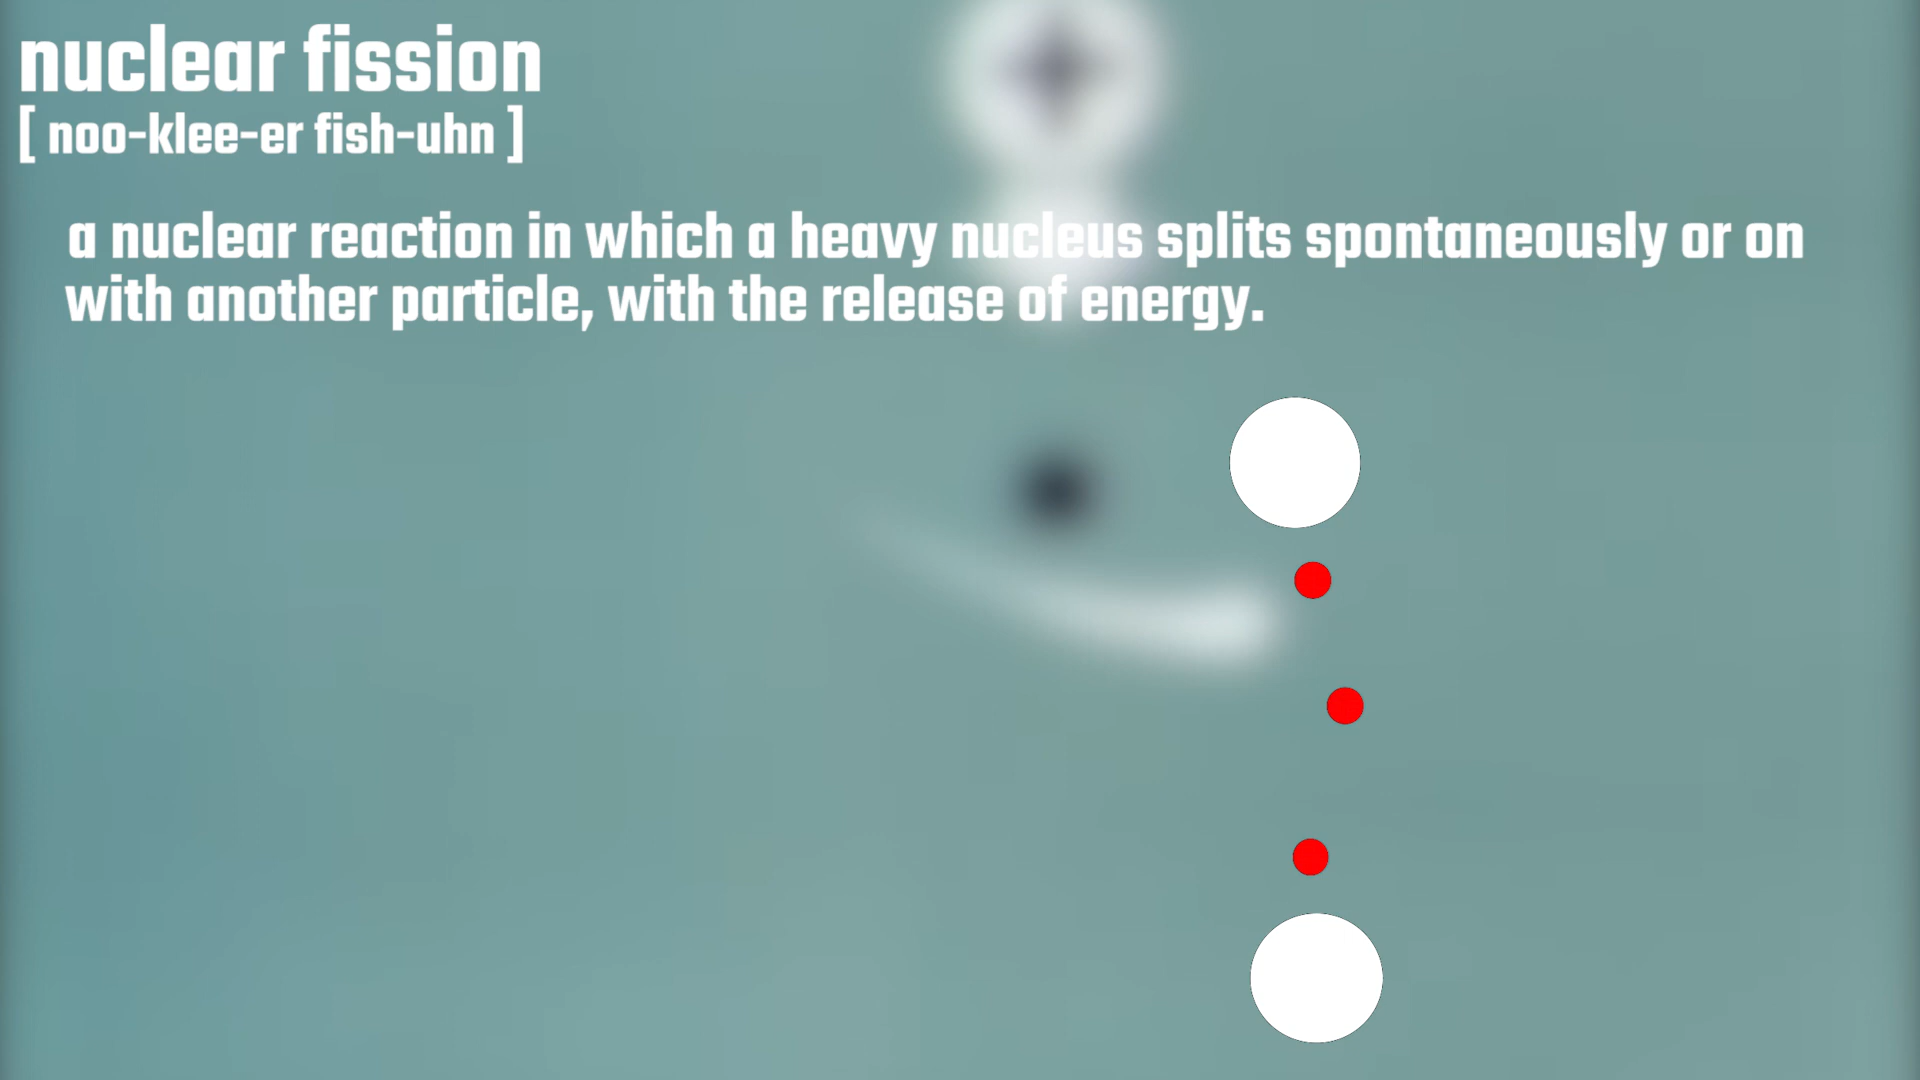 nuclear fission
[ noo-klee-er fish-uhn ]
a nuclear reaction in which a heavy nucleus splits spontaneously or on
with another particle, with the release of energy.